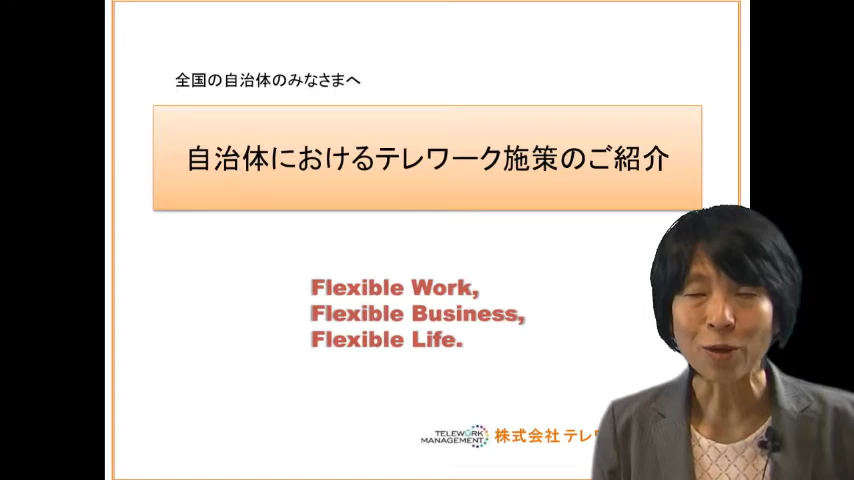 全国の自治体のみなさまへ
自治体におけるテレワーク施策のご紹介
Flexible Work,
Flexible Business,
Flexible Life.
TELEWORK
MANAGEMENT
株式会社テレ